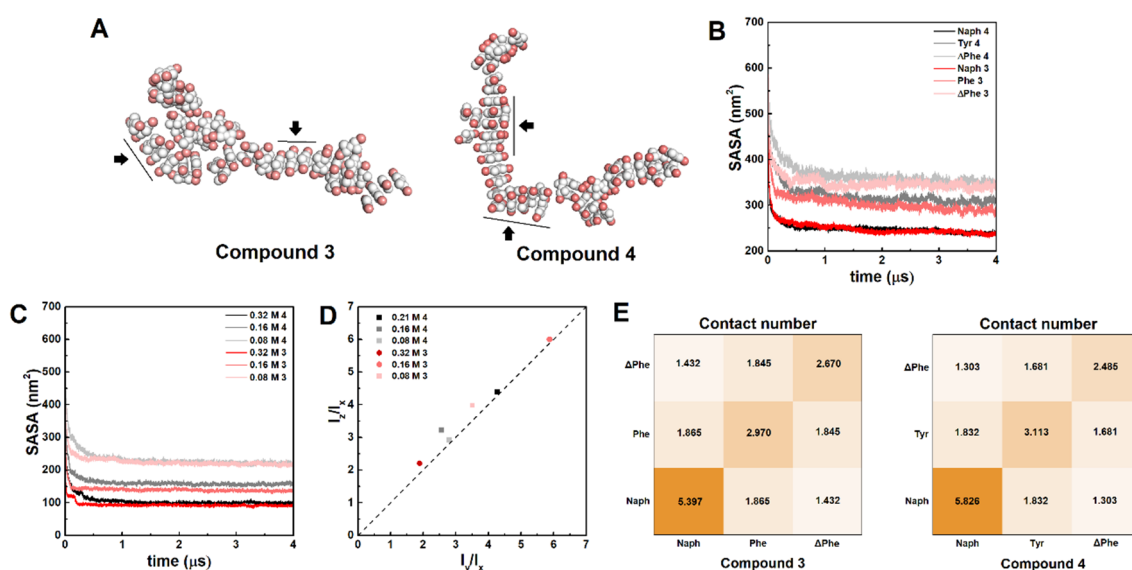 A
Compound 3
Compound 4
B
SASA (nm²)
700
600
500
400
300
200
0
1
2
3
4
time (μs)
Naph 4
Tyr 4
ΔPhe 4
Naph 3
Phe 3
ΔPhe 3
C
SASA (nm²)
700
600
500
400
300
200
100
0
0
1
2
3
4
time (μs)
0.32 M 4
0.16 M 4
0.08 M 4
0.32 M 3
0.16 M 3
0.08 M 3
D
I_z/I_x
7
6
5
4
3
2
1
0
0
1
2
3
4
5
6
7
I_y/I_x
0.21 M 4
0.16 M 4
0.08 M 4
0.32 M 3
0.16 M 3
0.08 M 3
E
Contact number
ΔPhe 1.432 1.845 2.670
Phe 1.865 2.970 1.845
Naph 5.397 1.865 1.432
Naph Phe ΔPhe
Compound 3
Contact number
ΔPhe 1.303 1.681 2.485
Tyr 1.832 3.113 1.681
Naph 5.826 1.832 1.303
Naph Tyr ΔPhe
Compound 4